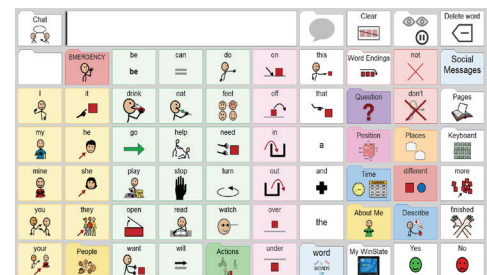 Chat
Clear
Delete word
EMERGENCY
be
can
do
on
this
Word Endings
not
Social
Messages
be
I
it
drink
eat
feel
off
that
Question
don't
Pages
?
my
he
go
help
need
in
a
Position
Places
Keyboard
a
mine
she
play
stop
turn
out
and
Time
different
more
you
they
open
read
watch
over
the
About Me
Describe
finished
the
your
People
want
will
Actions
under
word
My WinSlate
Yes
No